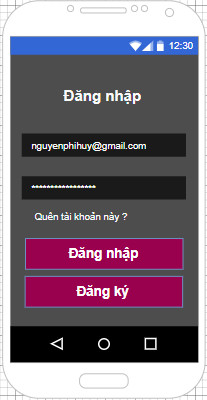 12:30
Đăng nhập
nguyenphihuy@gmail.com
*****************
Quên tài khoản này ?
Đăng nhập
Đăng ký